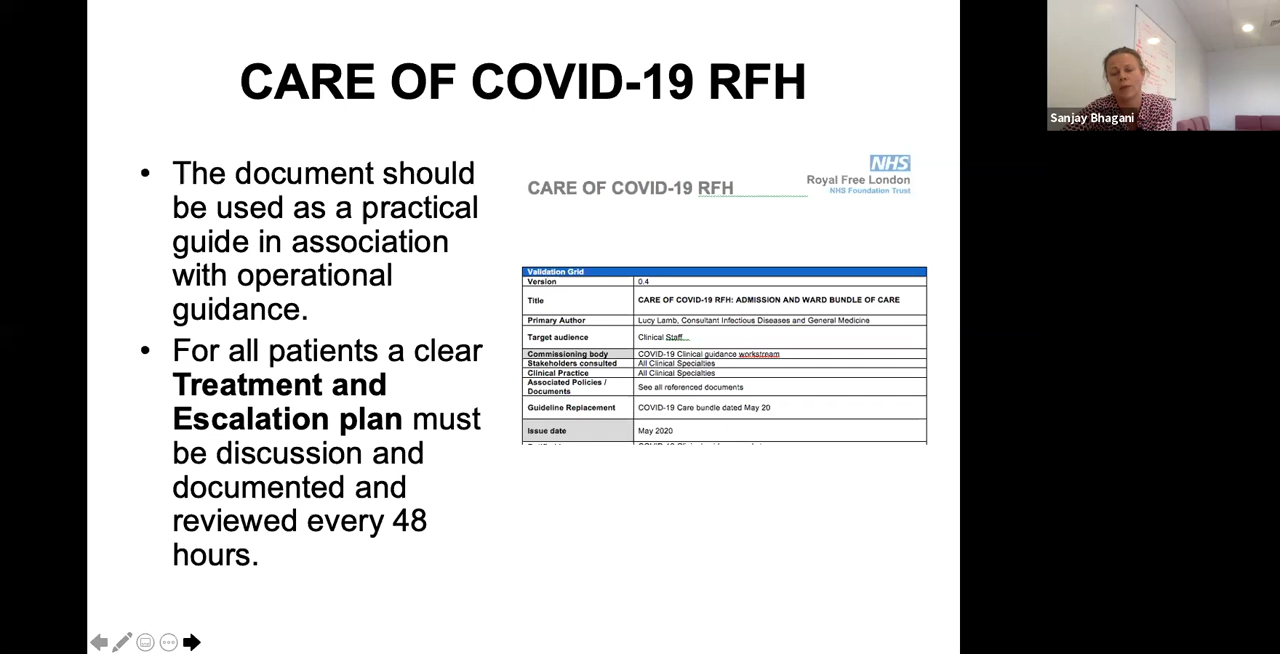 CARE OF COVID-19 RFH
• The document should
be used as a practical
guide in association
with operational
guidance.
• For all patients a clear
Treatment and
Escalation plan must
be discussion and
documented and
reviewed every 48
hours.
NHS
Royal Free London
NHS Foundation Trust
CARE OF COVID-19 RFH
Validation Grid
Version 0.4
Title CARE OF COVID-19 RFH: ADMISSION AND WARD BUNDLE OF CARE
Primary Author Lucy Lamb, Consultant Infectious Diseases and General Medicine
Target audience Clinical Staff...
Commissioning body COVID-19 Clinical guidance workstream
Stakeholders consulted All Clinical Specialties
Clinical Practice All Clinical Specialties
Associated Policies /
Documents See all referenced documents
Guideline Replacement COVID-19 Care bundle dated May 20
Issue date May 2020
Sanjay Bhagani